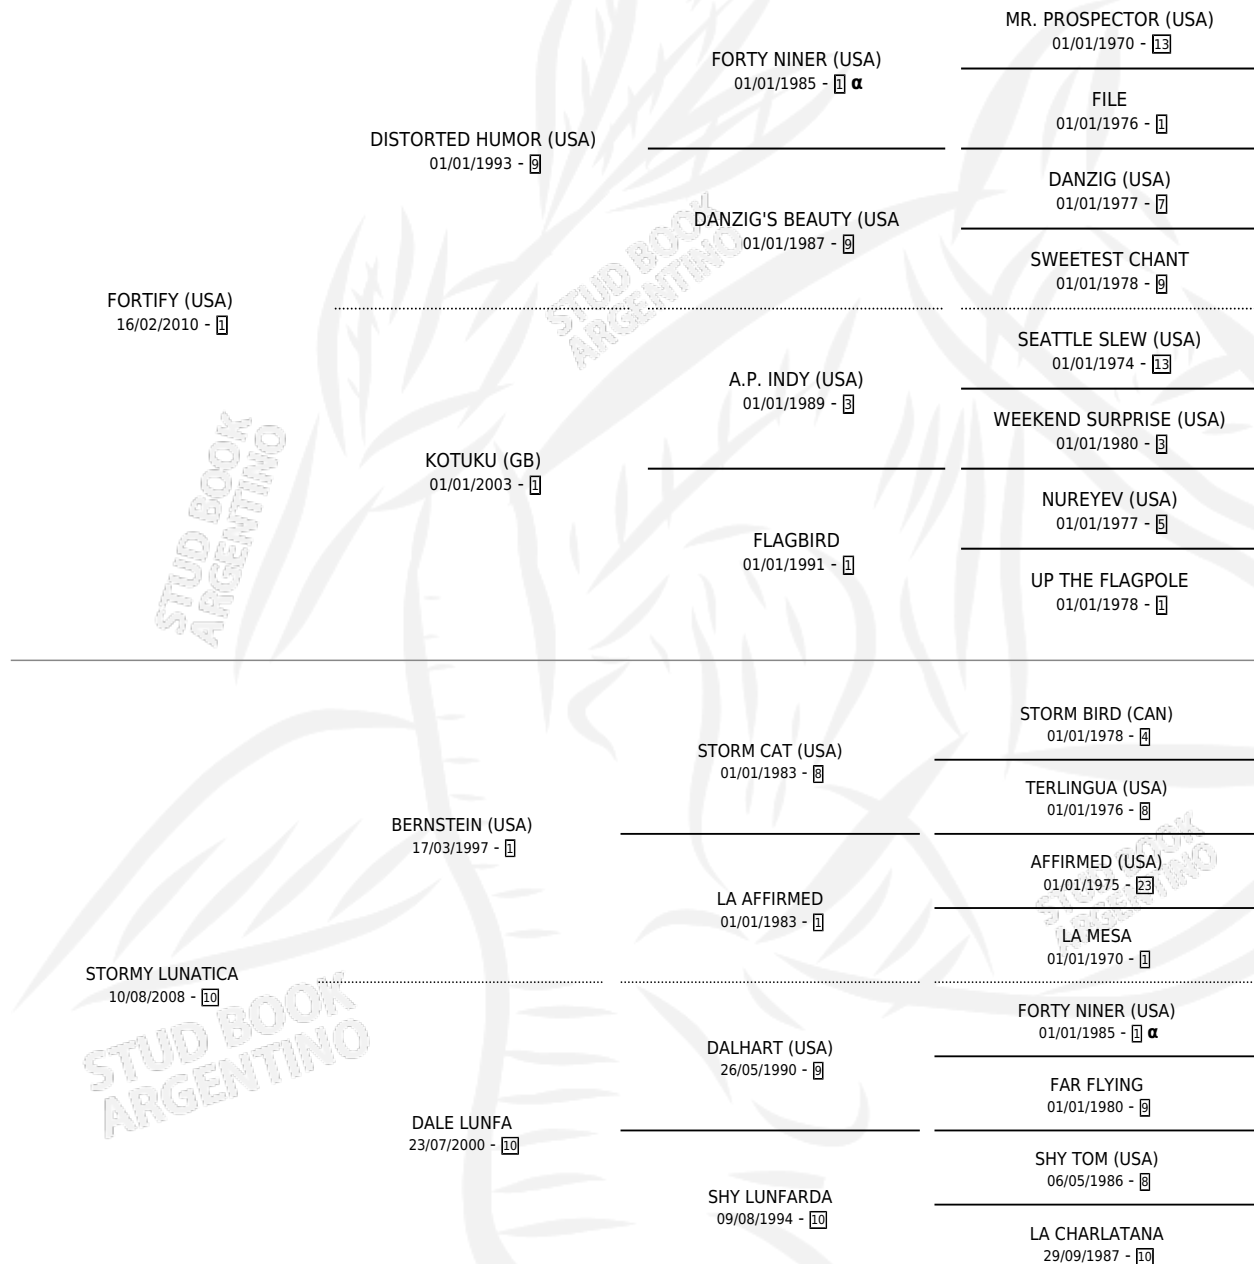 MR. PROSPECTOR (USA)
01/01/1970 - 13
FORTY NINER (USA)
01/01/1985 - 1 α
FILE
01/01/1976 - 1
DISTORTED HUMOR (USA)
01/01/1993 - 9
DANZIG (USA)
01/01/1977 - 7
DANZIG'S BEAUTY (USA
01/01/1987 - 9
SWEETEST CHANT
01/01/1978 - 9
FORTIFY (USA)
16/02/2010 - 1
SEATTLE SLEW (USA)
01/01/1974 - 13
A.P. INDY (USA)
01/01/1989 - 3
WEEKEND SURPRISE (USA)
01/01/1980 - 3
KOTUKU (GB)
01/01/2003 - 1
NUREYEV (USA)
01/01/1977 - 5
FLAGBIRD
01/01/1991 - 1
UP THE FLAGPOLE
01/01/1978 - 1
STORM BIRD (CAN)
01/01/1978 - 4
STORM CAT (USA)
01/01/1983 - 8
TERLINGUA (USA)
01/01/1976 - 8
BERNSTEIN (USA)
17/03/1997 - 1
AFFIRMED (USA)
01/01/1975 - 23
LA AFFIRMED
01/01/1983 - 1
LA MESA
01/01/1970 - 1
STORMY LUNATICA
10/08/2008 - 10
FORTY NINER (USA)
01/01/1985 - 1 α
DALHART (USA)
26/05/1990 - 9
FAR FLYING
01/01/1980 - 9
DALE LUNFA
23/07/2000 - 10
SHY TOM (USA)
06/05/1986 - 8
SHY LUNFARDA
09/08/1994 - 10
LA CHARLATANA
29/09/1987 - 10
STUD BOOK
ARGENTINO
STUD BOOK
ARGENTINO
STUD BOOK
ARGENTINO
STUD BOOK
ARGENTINO